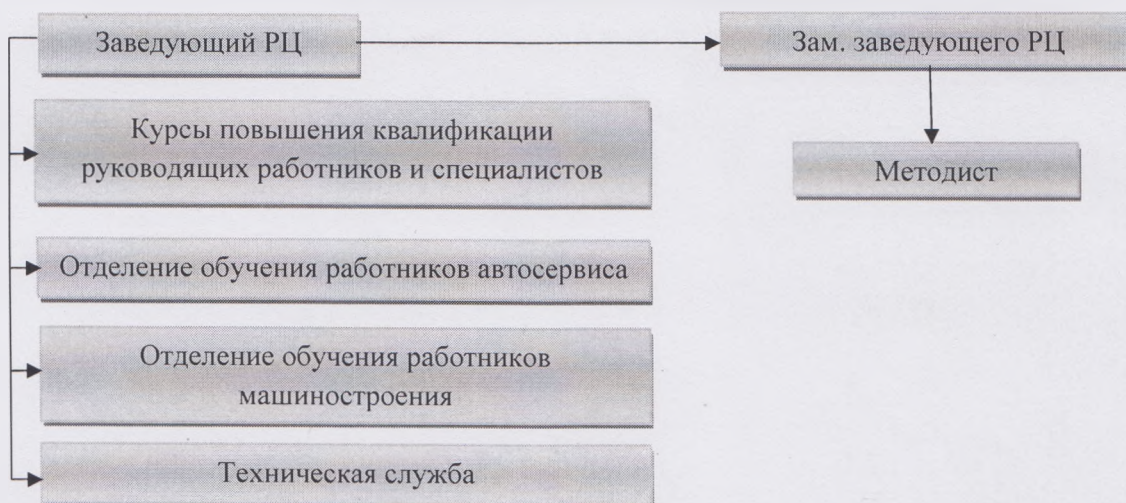 Заведующий РЦ
Зам. заведующего РЦ
Курсы повышения квалификации
руководящих работников и специалистов
Методист
Отделение обучения работников автосервиса
Отделение обучения работников
машиностроения
Техническая служба